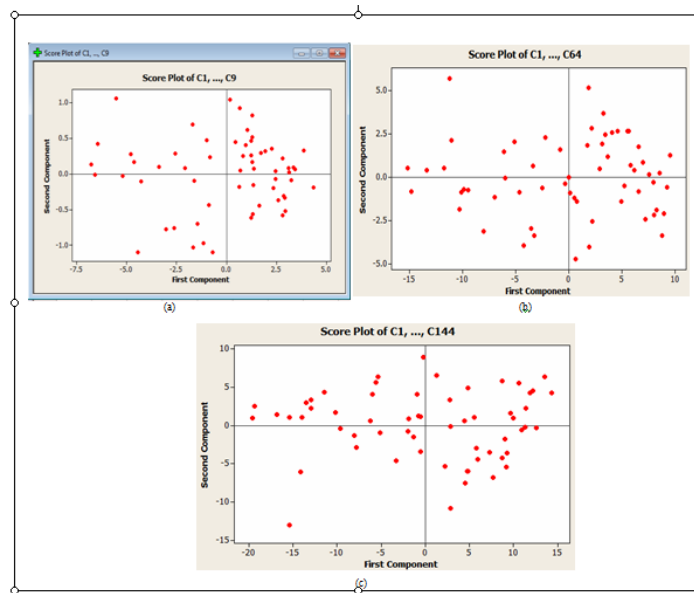 Score Plot of C1, ..., C9
Score Plot of C1, ..., C9
Second Component
1.0
0.5
0.0
-0.5
-1.0
-7.5 -5.0 -2.5 0.0 2.5 5.0
First Component
(a)
Score Plot of C1, ..., C64
Second Component
5.0
2.5
0.0
-2.5
-5.0
-15 -10 -5 0 5 10
First Component
(b)
Score Plot of C1, ..., C144
Second Component
10
5
0
-5
-10
-15
-20 -15 -10 -5 0 5 10 15
First Component
(c)